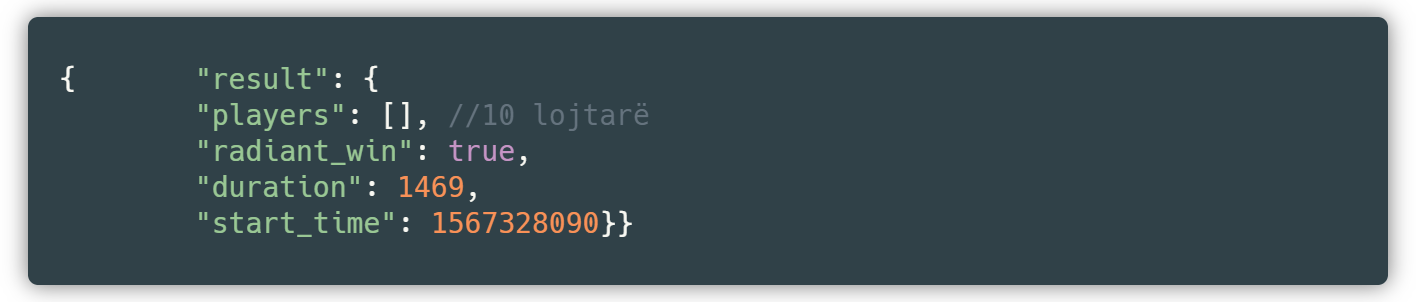 { "result": {
"players": [], //10 lojtarë
"radiant_win": true,
"duration": 1469,
"start_time": 1567328090}}